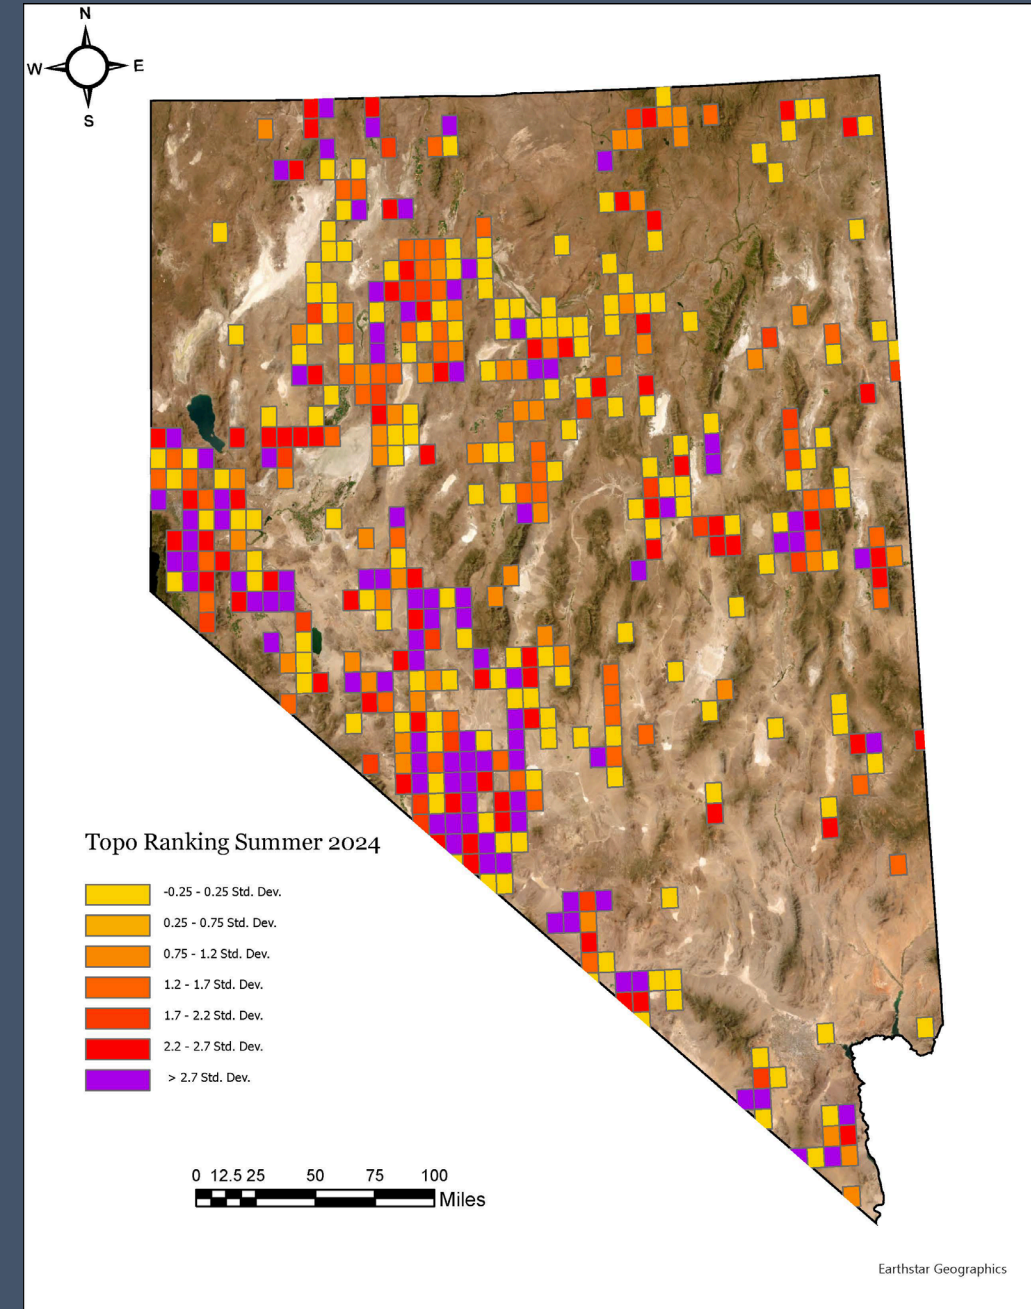 N
W E
S
Topo Ranking Summer 2024
-0.25 - 0.25 Std. Dev.
0.25 - 0.75 Std. Dev.
0.75 - 1.2 Std. Dev.
1.2 - 1.7 Std. Dev.
1.7 - 2.2 Std. Dev.
2.2 - 2.7 Std. Dev.
> 2.7 Std. Dev.
0 12.5 25 50 75 100
Miles
Earthstar Geographics